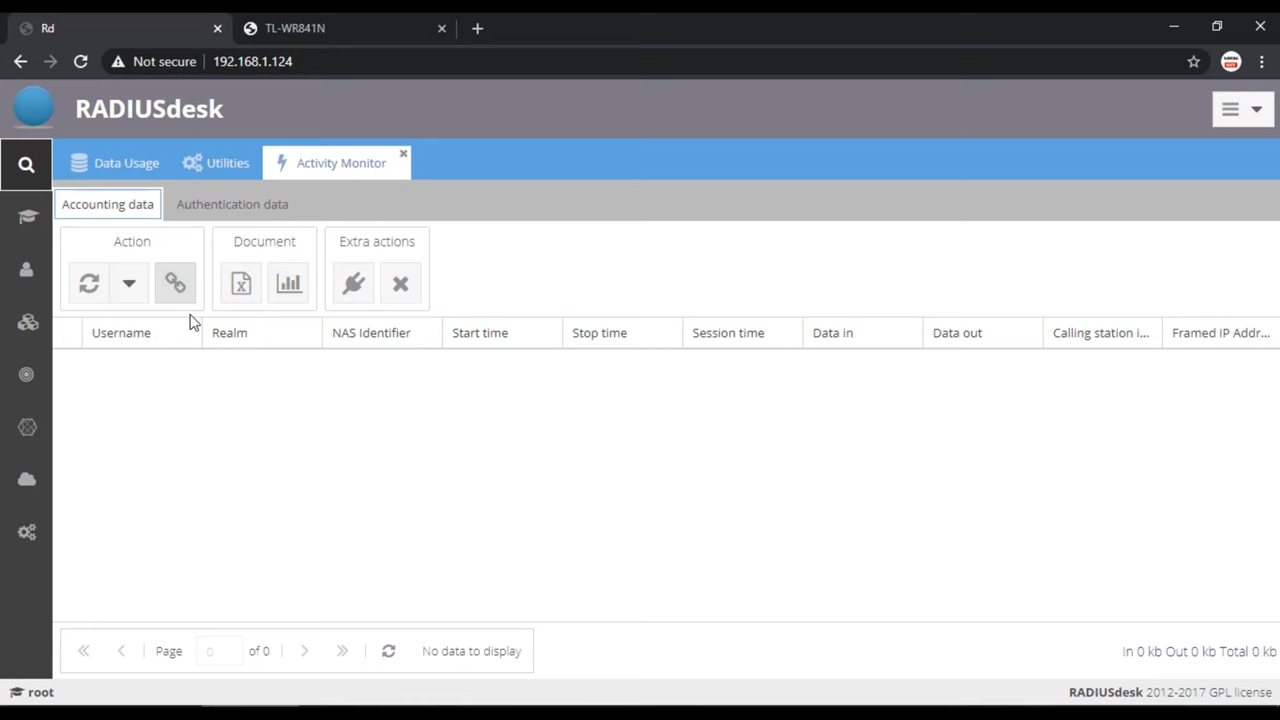 Rd
TL-WR841N
Not secure
192.168.1.124
RADIUSdesk
Data Usage
Utilities
Activity Monitor
Accounting data
Authentication data
Action
Document
Extra actions
Username
Realm
NAS Identifier
Start time
Stop time
Session time
Data in
Data out
Calling station i...
Framed IP Addr...
Page 0 of 0
No data to display
In 0 kb Out 0 kb Total 0 kb
root
RADIUSdesk 2012-2017 GPL license